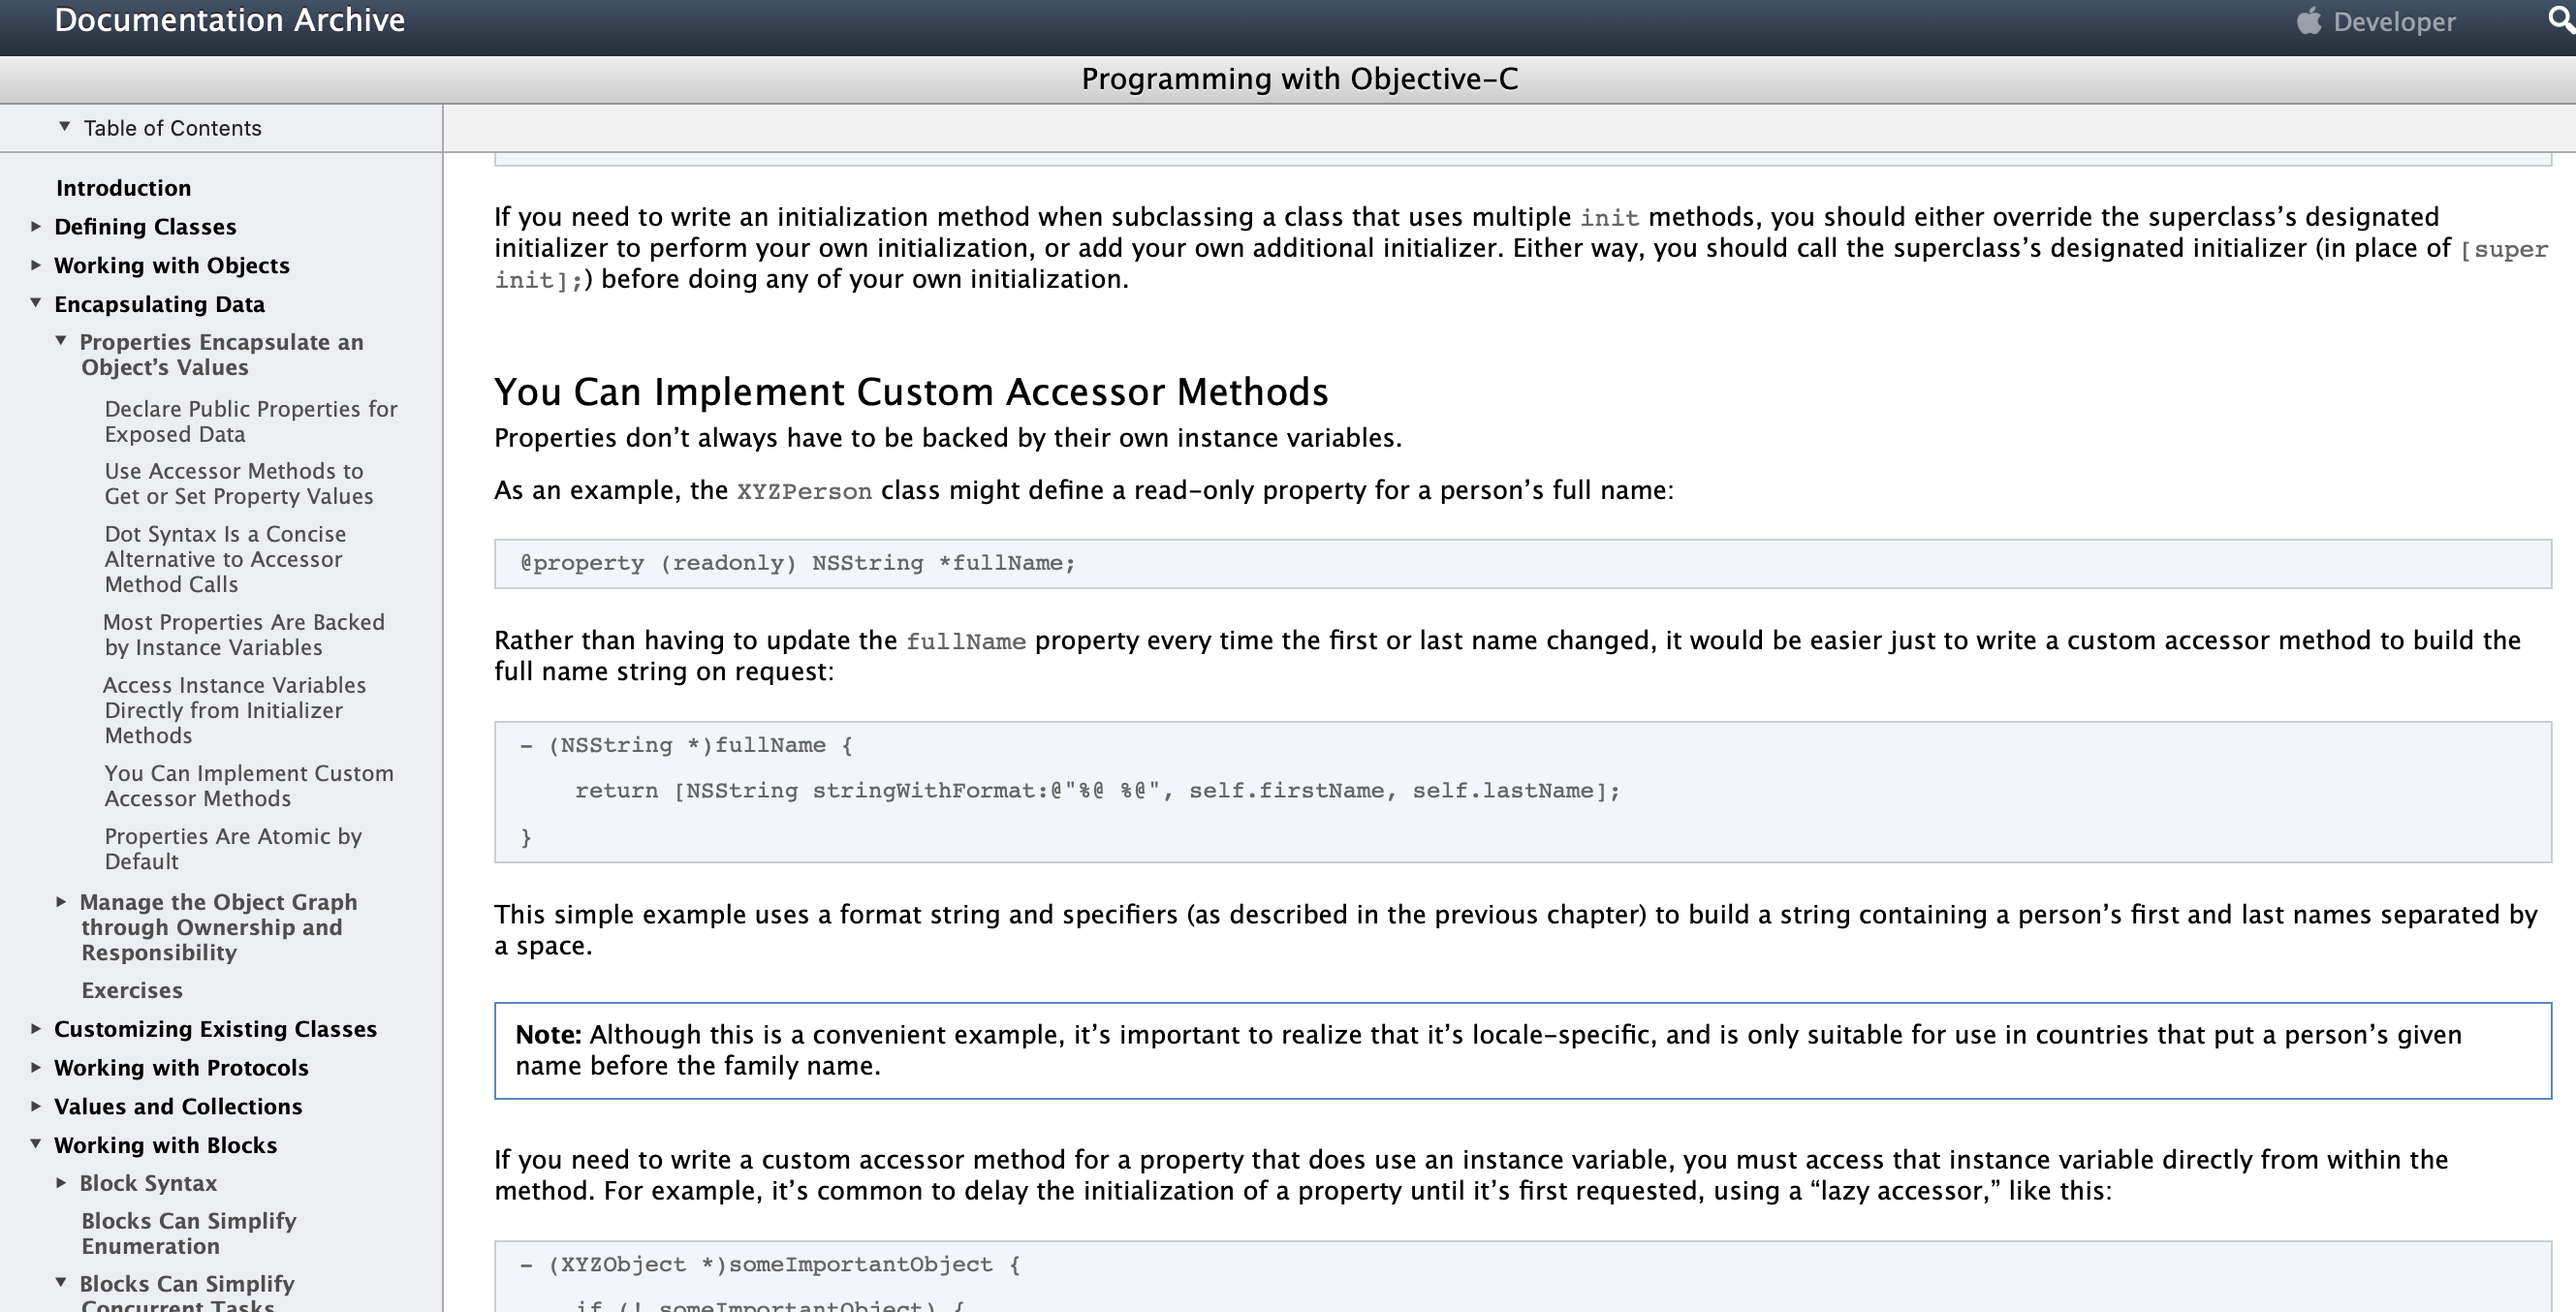 Documentation Archive
Developer
Programming with Objective-C
Table of Contents
Introduction
Defining Classes
Working with Objects
Encapsulating Data
Properties Encapsulate an
Object's Values
Declare Public Properties for
Exposed Data
Use Accessor Methods to
Get or Set Property Values
Dot Syntax Is a Concise
Alternative to Accessor
Method Calls
Most Properties Are Backed
by Instance Variables
Access Instance Variables
Directly from Initializer
Methods
You Can Implement Custom
Accessor Methods
Properties Are Atomic by
Default
Manage the Object Graph
through Ownership and
Responsibility
Exercises
Customizing Existing Classes
Working with Protocols
Values and Collections
Working with Blocks
Block Syntax
Blocks Can Simplify
Enumeration
Blocks Can Simplify
Concurrent Tasks
If you need to write an initialization method when subclassing a class that uses multiple init methods, you should either override the superclass’s designated
initializer to perform your own initialization, or add your own additional initializer. Either way, you should call the superclass’s designated initializer (in place of [super
init];) before doing any of your own initialization.
You Can Implement Custom Accessor Methods
Properties don’t always have to be backed by their own instance variables.
As an example, the XYZPerson class might define a read-only property for a person’s full name:
@property (readonly) NSString *fullName;
Rather than having to update the fullName property every time the first or last name changed, it would be easier just to write a custom accessor method to build the
full name string on request:
- (NSString *)fullName {
return [NSString stringWithFormat:@"%@ %@", self.firstName, self.lastName];
}
This simple example uses a format string and specifiers (as described in the previous chapter) to build a string containing a person’s first and last names separated by
a space.
Note: Although this is a convenient example, it’s important to realize that it’s locale-specific, and is only suitable for use in countries that put a person’s given
name before the family name.
If you need to write a custom accessor method for a property that does use an instance variable, you must access that instance variable directly from within the
method. For example, it’s common to delay the initialization of a property until it’s first requested, using a “lazy accessor,” like this:
- (XYZObject *)someImportantObject {
if (!_someImportantObject) {